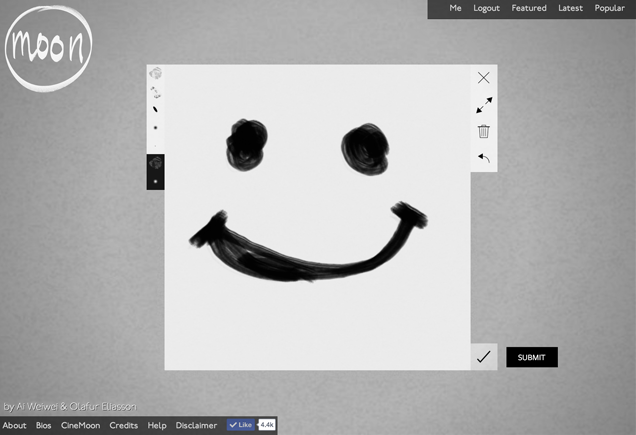 Me Logout Featured Latest Popular
moon
SUBMIT
by Ai Weiwei & Olafur Eliasson
About Bios CineMoon Credits Help Disclaimer Like 4.4k